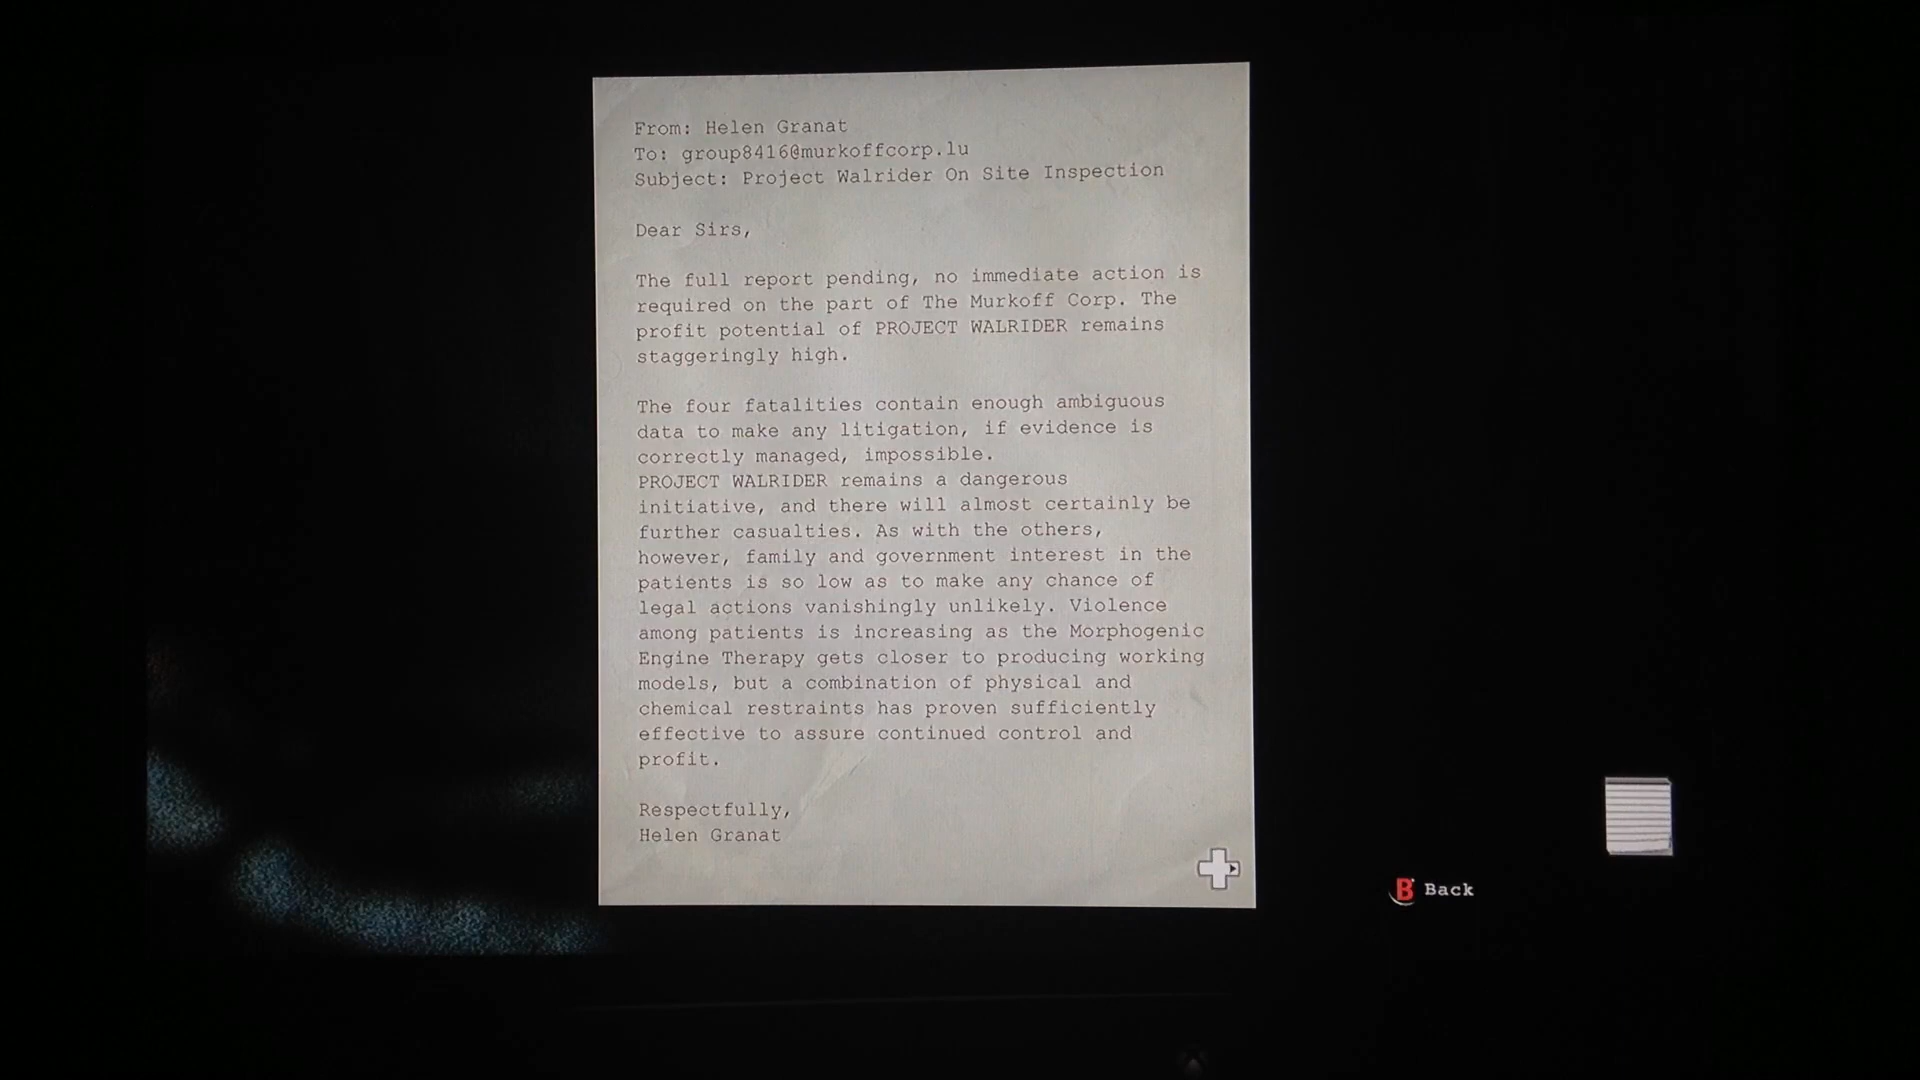 From: Helen Granat
To: group8416@murkoffcorp.lu
Subject: Project Walrider On Site Inspection
Dear Sirs,
The full report pending, no immediate action is
required on the part of The Murkoff Corp. The
profit potential of PROJECT WALRIDER remains
staggeringly high.
The four fatalities contain enough ambiguous
data to make any litigation, if evidence is
correctly managed, impossible.
PROJECT WALRIDER remains a dangerous
initiative, and there will almost certainly be
further casualties. As with the others,
however, family and government interest in the
patients is so low as to make any chance of
legal actions vanishingly unlikely. Violence
among patients is increasing as the Morphogenic
Engine Therapy gets closer to producing working
models, but a combination of physical and
chemical restraints has proven sufficiently
effective to assure continued control and
profit.
Respectfully,
Helen Granat
B Back